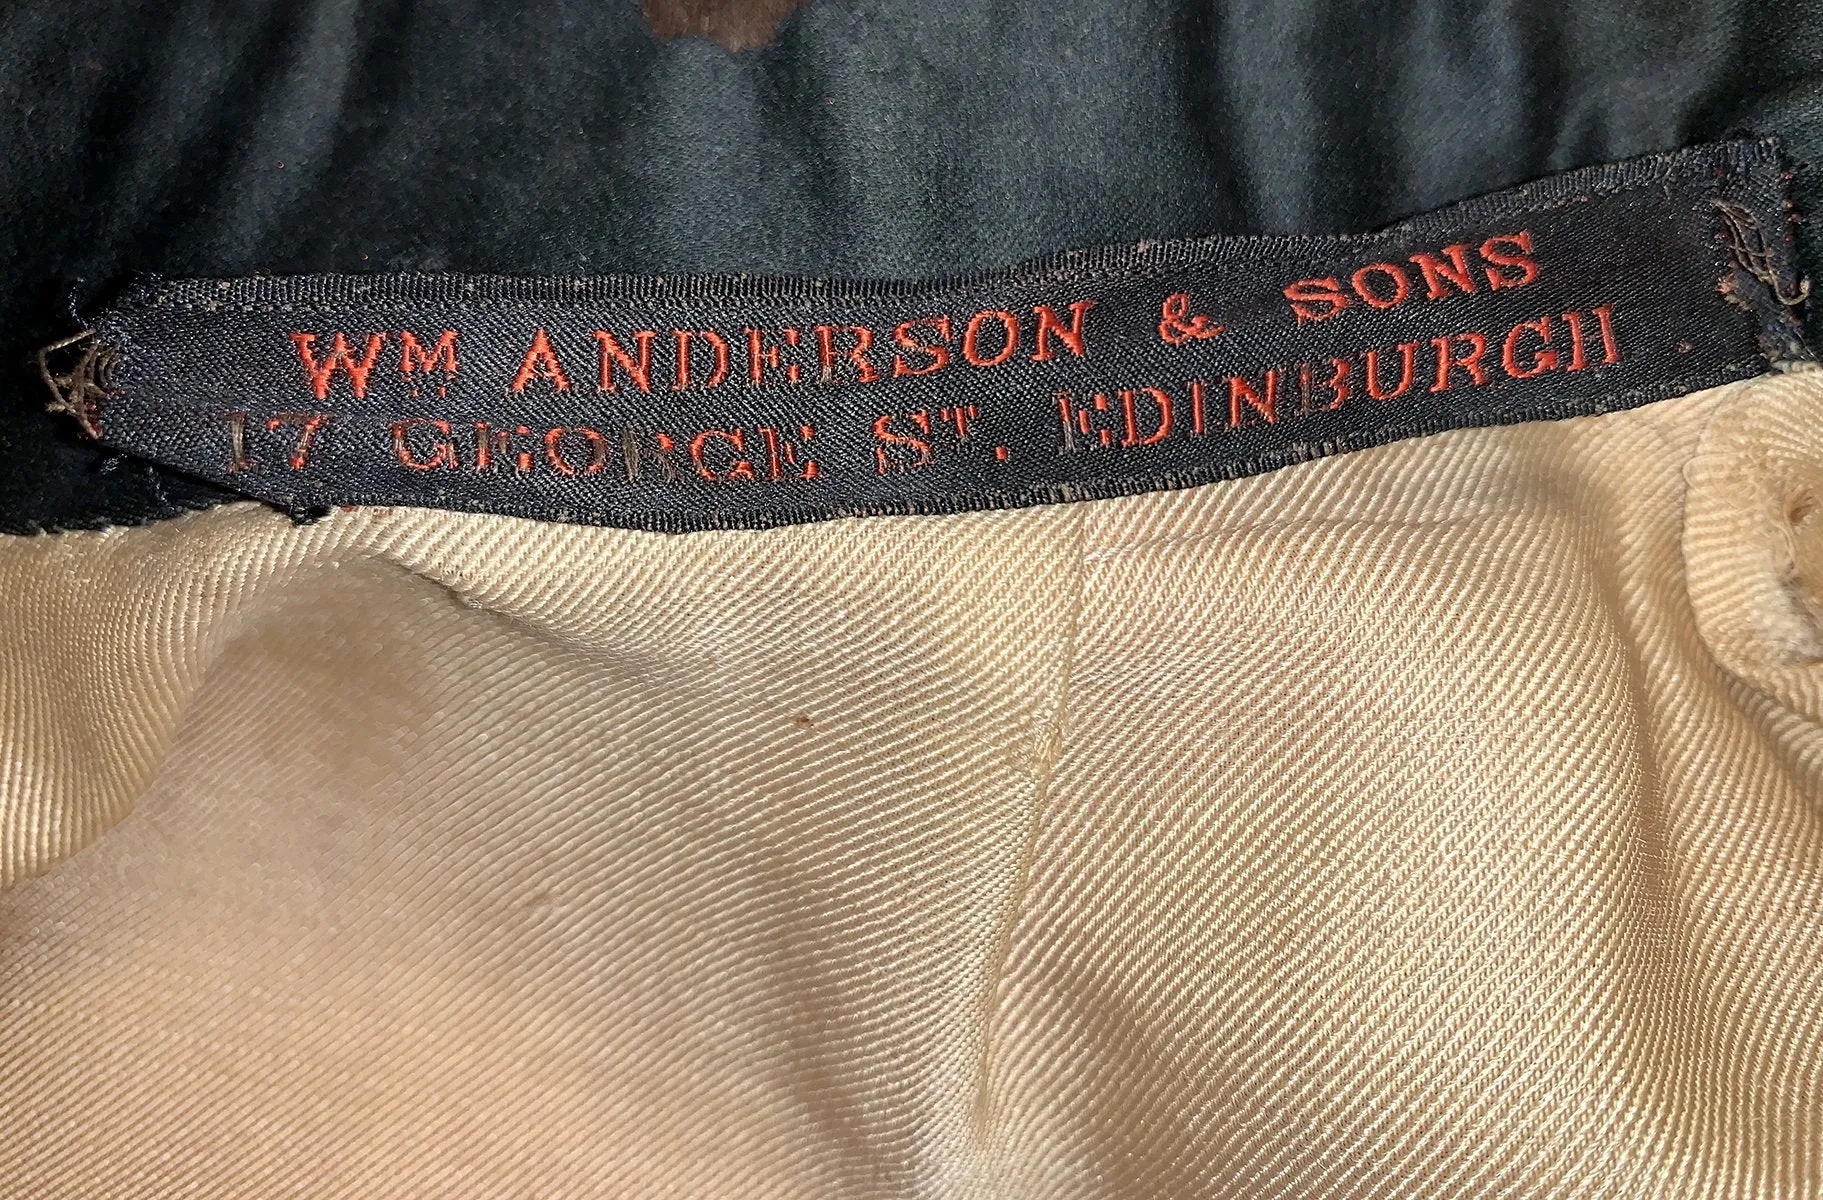 WM ANDERSON & SONS
17 GEORGE ST. EDINBURGH